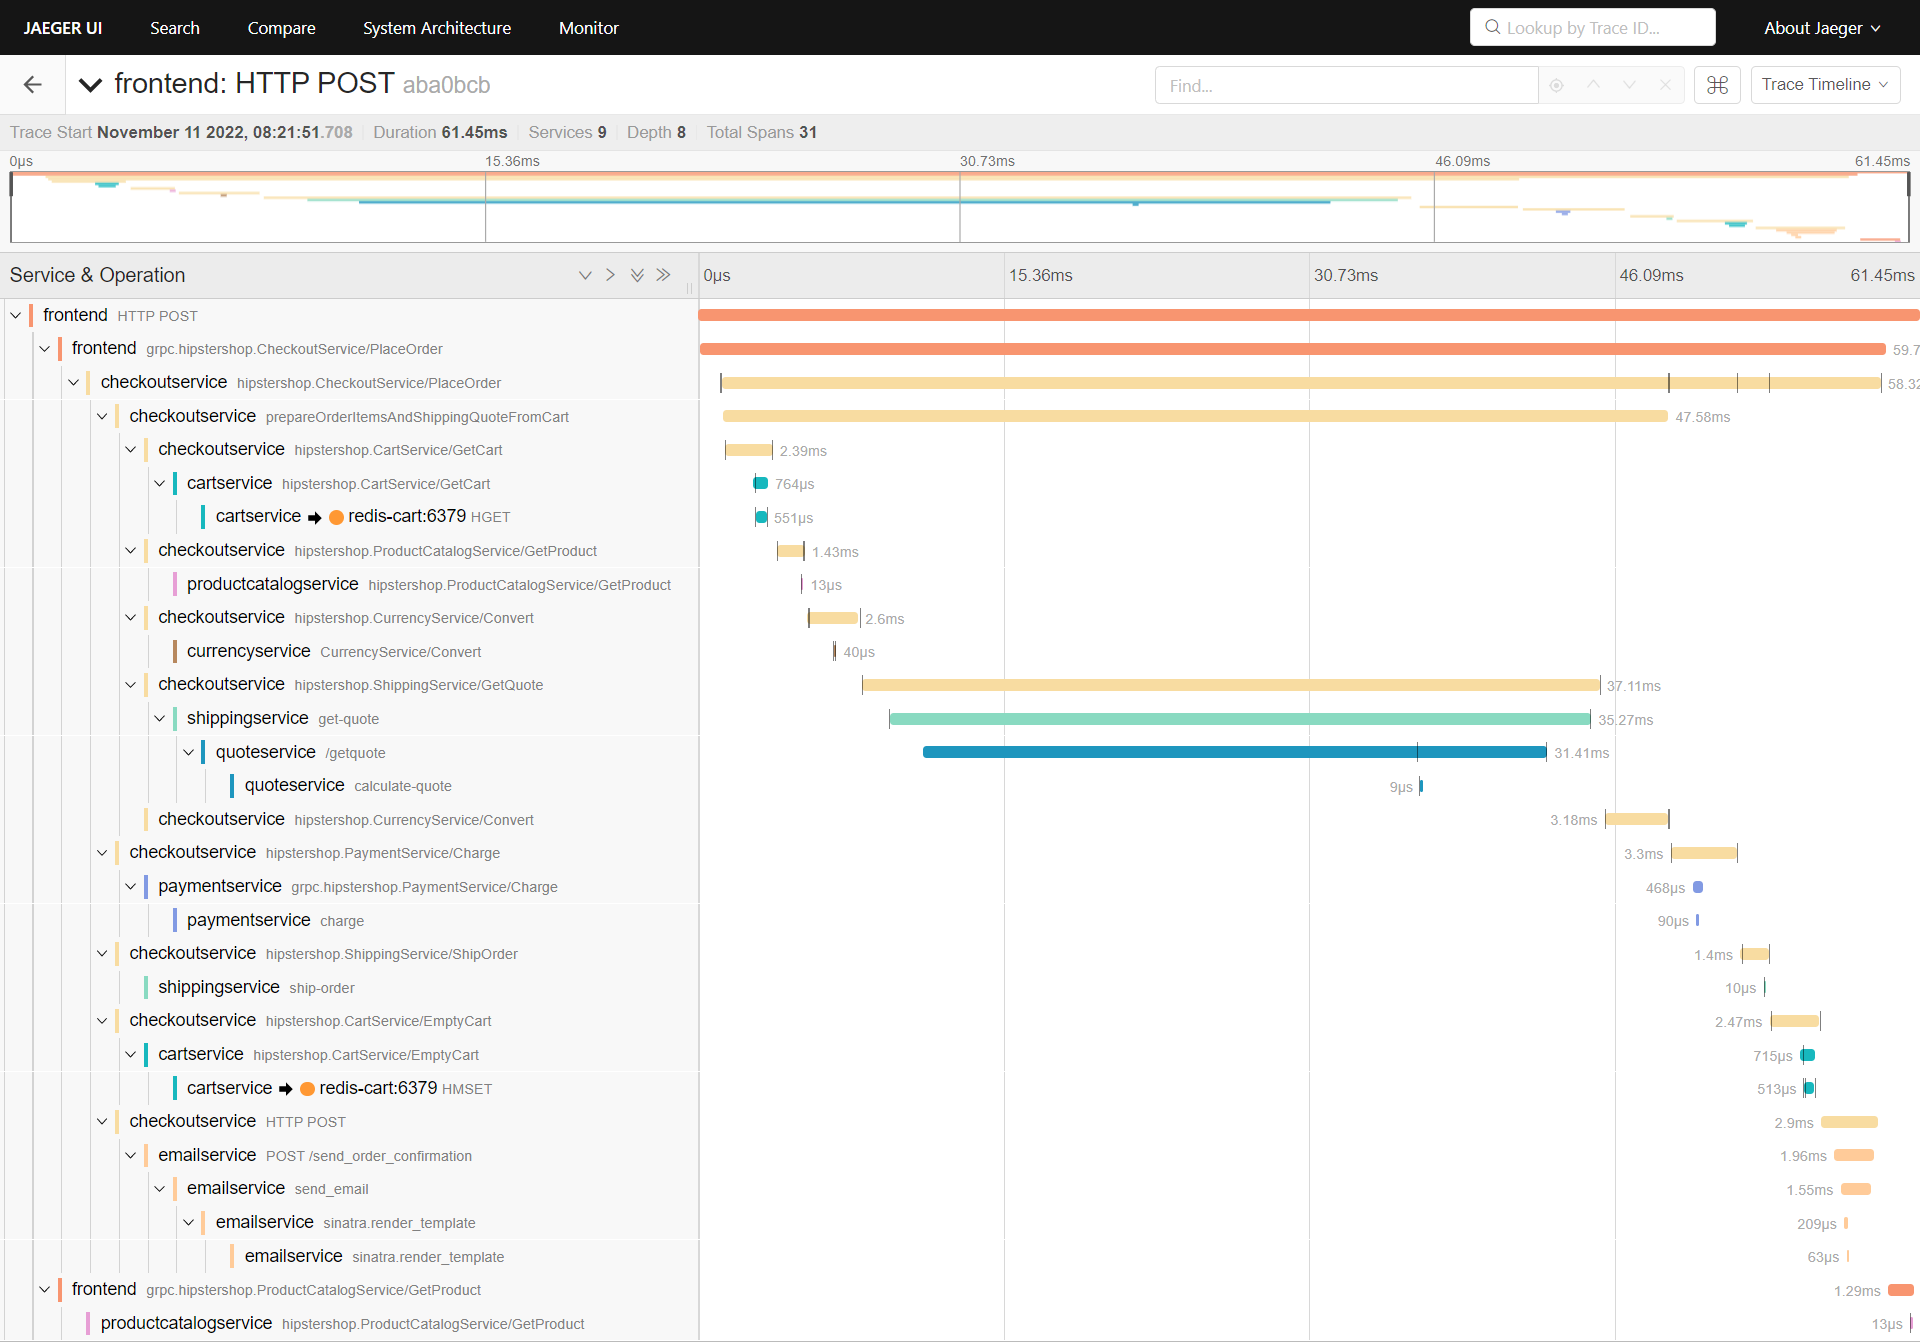 JAEGER UI Search Compare System Architecture Monitor Lookup by Trace ID... About Jaeger
frontend: HTTP POST aba0bcb Find... Trace Timeline
Trace Start November 11 2022, 08:21:51.708 Duration 61.45ms Services 9 Depth 8 Total Spans 31
0μs 15.36ms 30.73ms 46.09ms 61.45ms
Service & Operation 0μs 15.36ms 30.73ms 46.09ms 61.45ms
frontend HTTP POST
frontend grpc.hipstershop.CheckoutService/PlaceOrder 59.7
checkoutservice hipstershop.CheckoutService/PlaceOrder 58.32
checkoutservice prepareOrderItemsAndShippingQuoteFromCart 47.58ms
checkoutservice hipstershop.CartService/GetCart 2.39ms
cartservice hipstershop.CartService/GetCart 764μs
cartservice redis-cart:6379 HGET 551μs
checkoutservice hipstershop.ProductCatalogService/GetProduct 1.43ms
productcatalogservice hipstershop.ProductCatalogService/GetProduct 13μs
checkoutservice hipstershop.CurrencyService/Convert 2.6ms
currencyservice CurrencyService/Convert 40μs
checkoutservice hipstershop.ShippingService/GetQuote 37.11ms
shippingservice get-quote 35.27ms
quoteservice /getquote 31.41ms
quoteservice calculate-quote 9μs
checkoutservice hipstershop.CurrencyService/Convert 3.18ms
checkoutservice hipstershop.PaymentService/Charge 3.3ms
paymentservice grpc.hipstershop.PaymentService/Charge 468μs
paymentservice charge 90μs
checkoutservice hipstershop.ShippingService/ShipOrder 1.4ms
shippingservice ship-order 10μs
checkoutservice hipstershop.CartService/EmptyCart 2.47ms
cartservice hipstershop.CartService/EmptyCart 715μs
cartservice redis-cart:6379 HMSET 513μs
checkoutservice HTTP POST 2.9ms
emailservice POST /send_order_confirmation 1.96ms
emailservice send_email 1.55ms
emailservice sinatra.render_template 209μs
emailservice sinatra.render_template 63μs
frontend grpc.hipstershop.ProductCatalogService/GetProduct 1.29ms
productcatalogservice hipstershop.ProductCatalogService/GetProduct 13μs